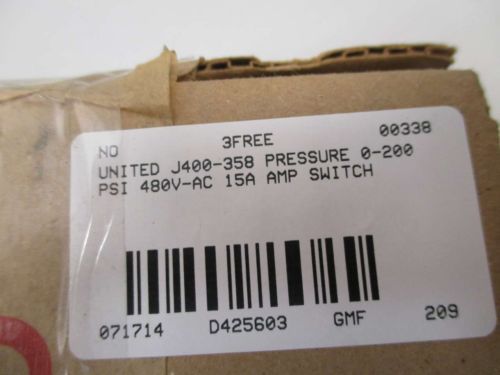 NO 3FREE 00338
UNITED J400-358 PRESSURE 0-200
PSI 480V-AC 15A AMP SWITCH
071714 D425603 GMF 209